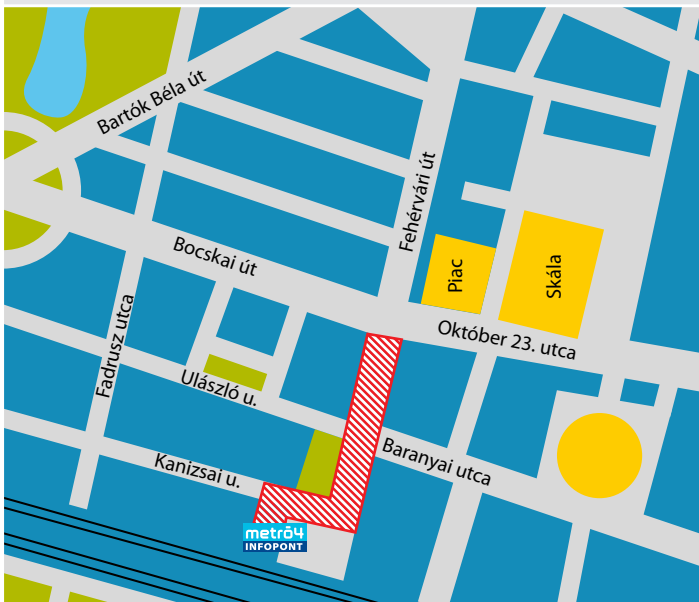 Bartók Béla út
Fehérvári út
Bocskai út
Piac
Skála
Fadrusz utca
Október 23. utca
Ulászló u.
Baranyai utca
Kanizsai u.
metró4
INFOPONT